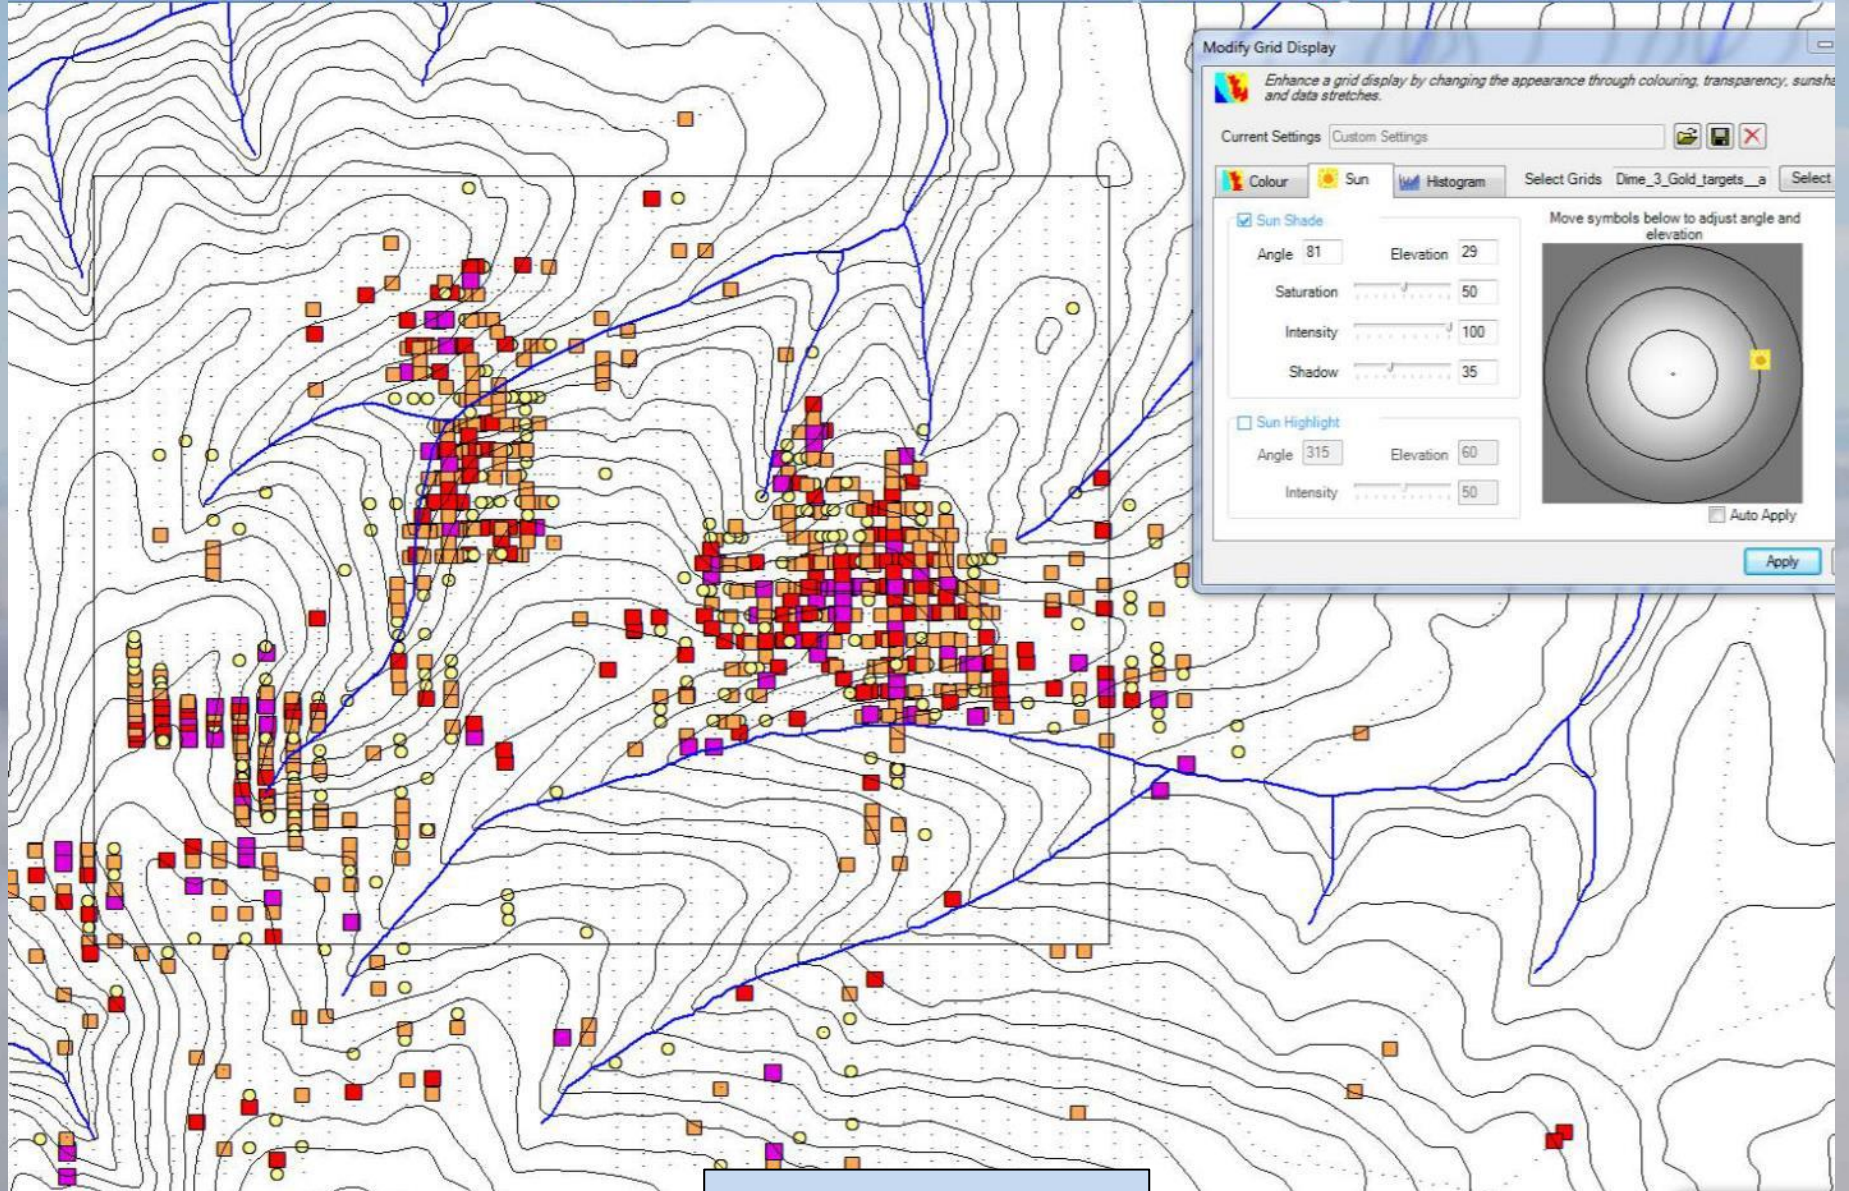 Modify Grid Display
Enhance a grid display by changing the appearance through colouring, transparency,
and data stretches.
Current Settings Custom Settings
Colour Sun Histogram Select Grids Dime_3_Gold_targets__a Select
Sun Shade
Angle 81 Elevation 29
Saturation 50
Intensity 100
Shadow 35
Sun Highlight
Angle 315 Elevation 60
Intensity 50
Move symbols below to adjust angle and
elevation
Auto Apply
Apply